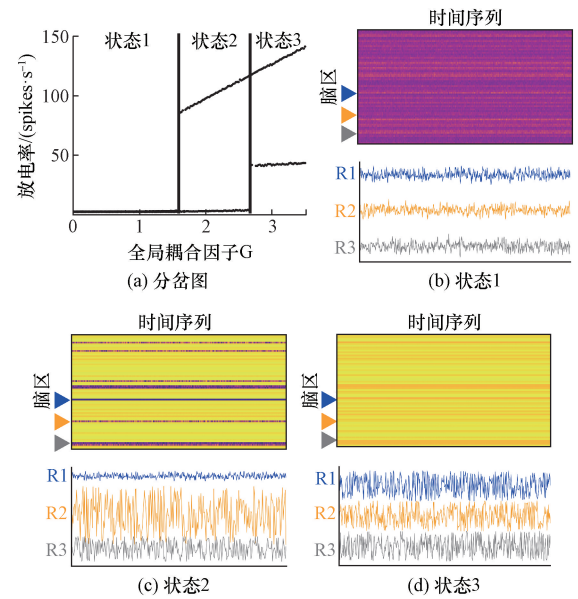 150
100
50
放电率/(spikes·s⁻¹)
状态1
状态2
状态3
0
1
2
3
全局耦合因子G
(a) 分岔图
时间序列
脑区
R1
R2
R3
(b) 状态1
时间序列
脑区
R1
R2
R3
(c) 状态2
时间序列
脑区
R1
R2
R3
(d) 状态3